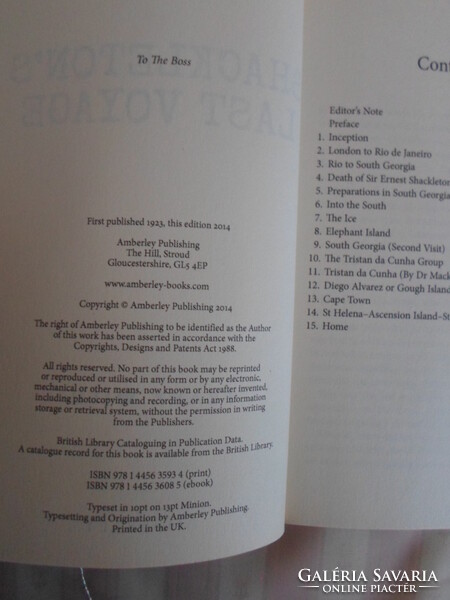 To The Boss
SHACKLETON'S
LAST VOYAGE
First published 1923, this edition 2014
Amberley Publishing
The Hill, Stroud
Gloucestershire, GL5 4EP
www.amberley-books.com
Copyright © Amberley Publishing 2014
The right of Amberley Publishing to be identified as the Author
of this work has been asserted in accordance with the
Copyrights, Designs and Patents Act 1988.
All rights reserved. No part of this book may be reprinted
or reproduced or utilised in any form or by any electronic,
mechanical or other means, now known or hereafter invented,
including photocopying and recording, or in any information
storage or retrieval system, without the permission in writing
from the Publishers.
British Library Cataloguing in Publication Data.
A catalogue record for this book is available from the British Library.
ISBN 978 1 4456 3593 4 (print)
ISBN 978 1 4456 3608 5 (ebook)
Typeset in 10pt on 13pt Minion.
Typesetting and Origination by Amberley Publishing.
Printed in the UK.
Cont
Editor's Note
Preface
1. Inception
2. London to Rio de Janeiro
3. Rio to South Georgia
4. Death of Sir Ernest Shackleton
5. Preparations in South Georgia
6. Into the South
7. The Ice
8. Elephant Island
9. South Georgia (Second Visit)
10. The Tristan da Cunha Group
11. Tristan da Cunha (By Dr Mack
12. Diego Alvarez or Gough Island
13. Cape Town
14. St Helena–Ascension Island–St
15. Home
GALÉRIA SAVARIA
ONLINE PIACTÉR